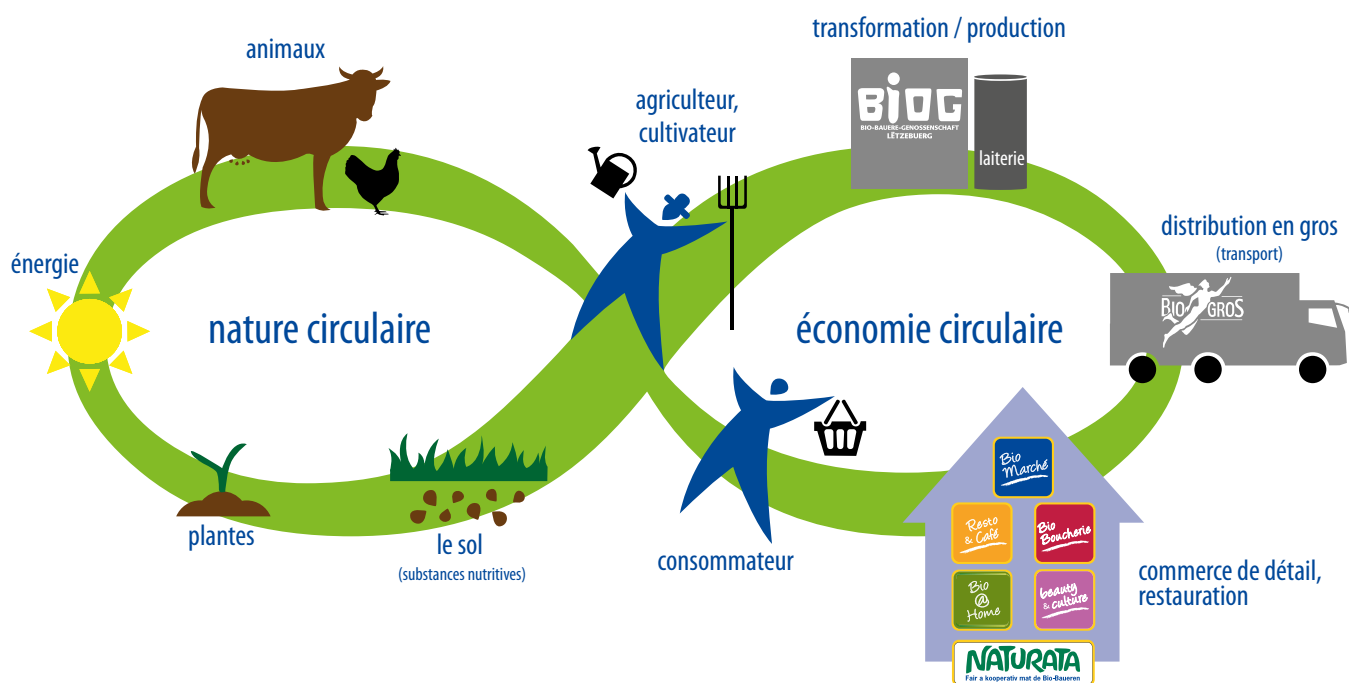 transformation / production
animaux
agriculteur,
cultivateur
BIOG
BIO-BAUERE-GENOSSENSCHAFT
LËTZEBUERG
laiterie
distribution en gros
(transport)
énergie
BIO GROS
nature circulaire
économie circulaire
Bio
Marché
Resto
& Café
Bio
Boucherie
plantes
le sol
(substances nutritives)
consommateur
commerce de détail,
restauration
Bio
@
Home
beauty
& culture
NATURATA
Fair a kooperativ mat de Bio-Baueren